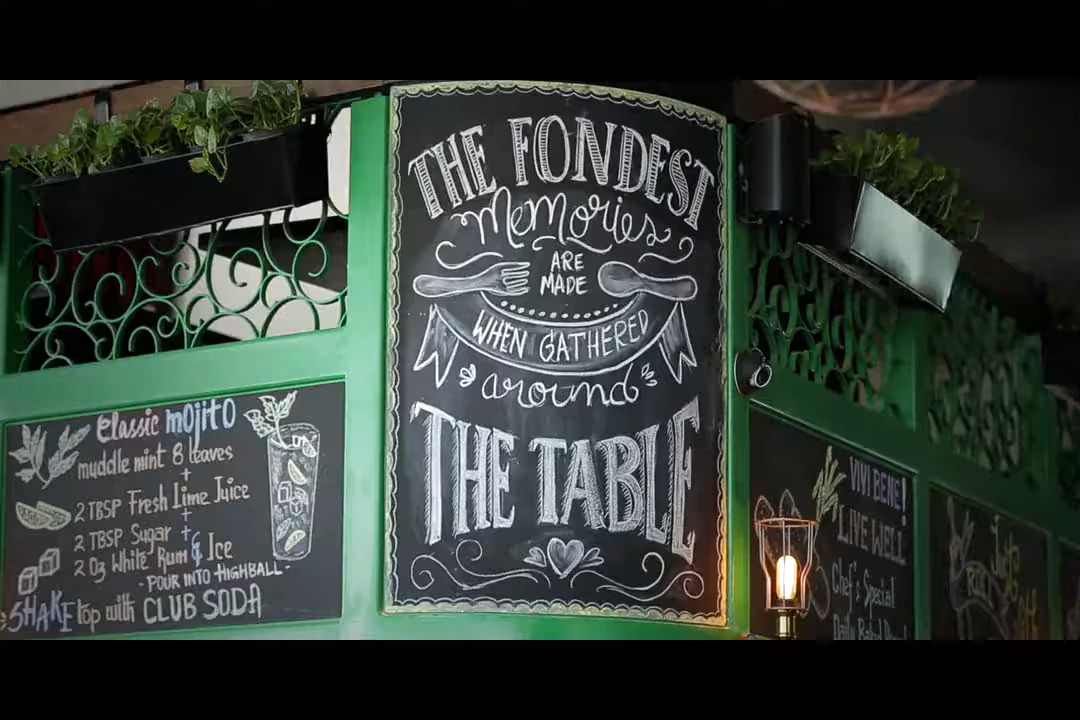 THE FONDEST
Memories
ARE
MADE
WHEN GATHERED
around
THE TABLE
Classic mojito
muddle mint 8 leaves
+
2 TBSP Fresh Lime Juice
+
2 TBSP Sugar +
2 Oz White Rum & Ice
- POUR INTO HIGHBALL -
SHAKE top with CLUB SODA
VIVI BENE!
LIVE WELL
Chef's Special
Daily Baked